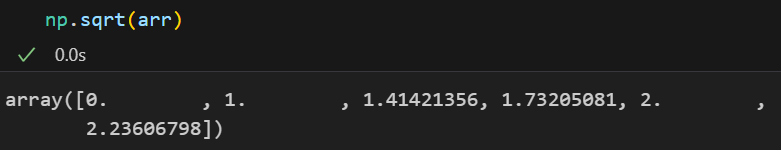 np.sqrt(arr)
0.0s
array([0.        , 1.        , 1.41421356, 1.73205081, 2.        ,
       2.23606798])